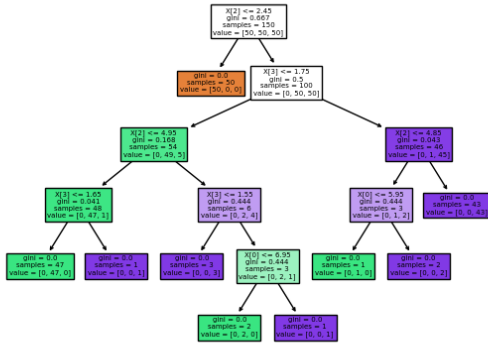 X[2] <= 2.45
gini = 0.667
samples = 150
value = [50, 50, 50]
gini = 0.0
samples = 50
value = [50, 0, 0]
X[3] <= 1.75
gini = 0.5
samples = 100
value = [0, 50, 50]
X[2] <= 4.95
gini = 0.168
samples = 54
value = [0, 49, 5]
X[2] <= 4.85
gini = 0.043
samples = 46
value = [0, 1, 45]
X[3] <= 1.65
gini = 0.041
samples = 48
value = [0, 47, 1]
X[3] <= 1.55
gini = 0.444
samples = 6
value = [0, 2, 4]
X[0] <= 5.95
gini = 0.444
samples = 3
value = [0, 1, 2]
gini = 0.0
samples = 43
value = [0, 0, 43]
gini = 0.0
samples = 47
value = [0, 47, 0]
gini = 0.0
samples = 1
value = [0, 0, 1]
gini = 0.0
samples = 3
value = [0, 0, 3]
X[0] <= 6.95
gini = 0.444
samples = 3
value = [0, 2, 1]
gini = 0.0
samples = 1
value = [0, 1, 0]
gini = 0.0
samples = 2
value = [0, 0, 2]
gini = 0.0
samples = 2
value = [0, 2, 0]
gini = 0.0
samples = 1
value = [0, 0, 1]